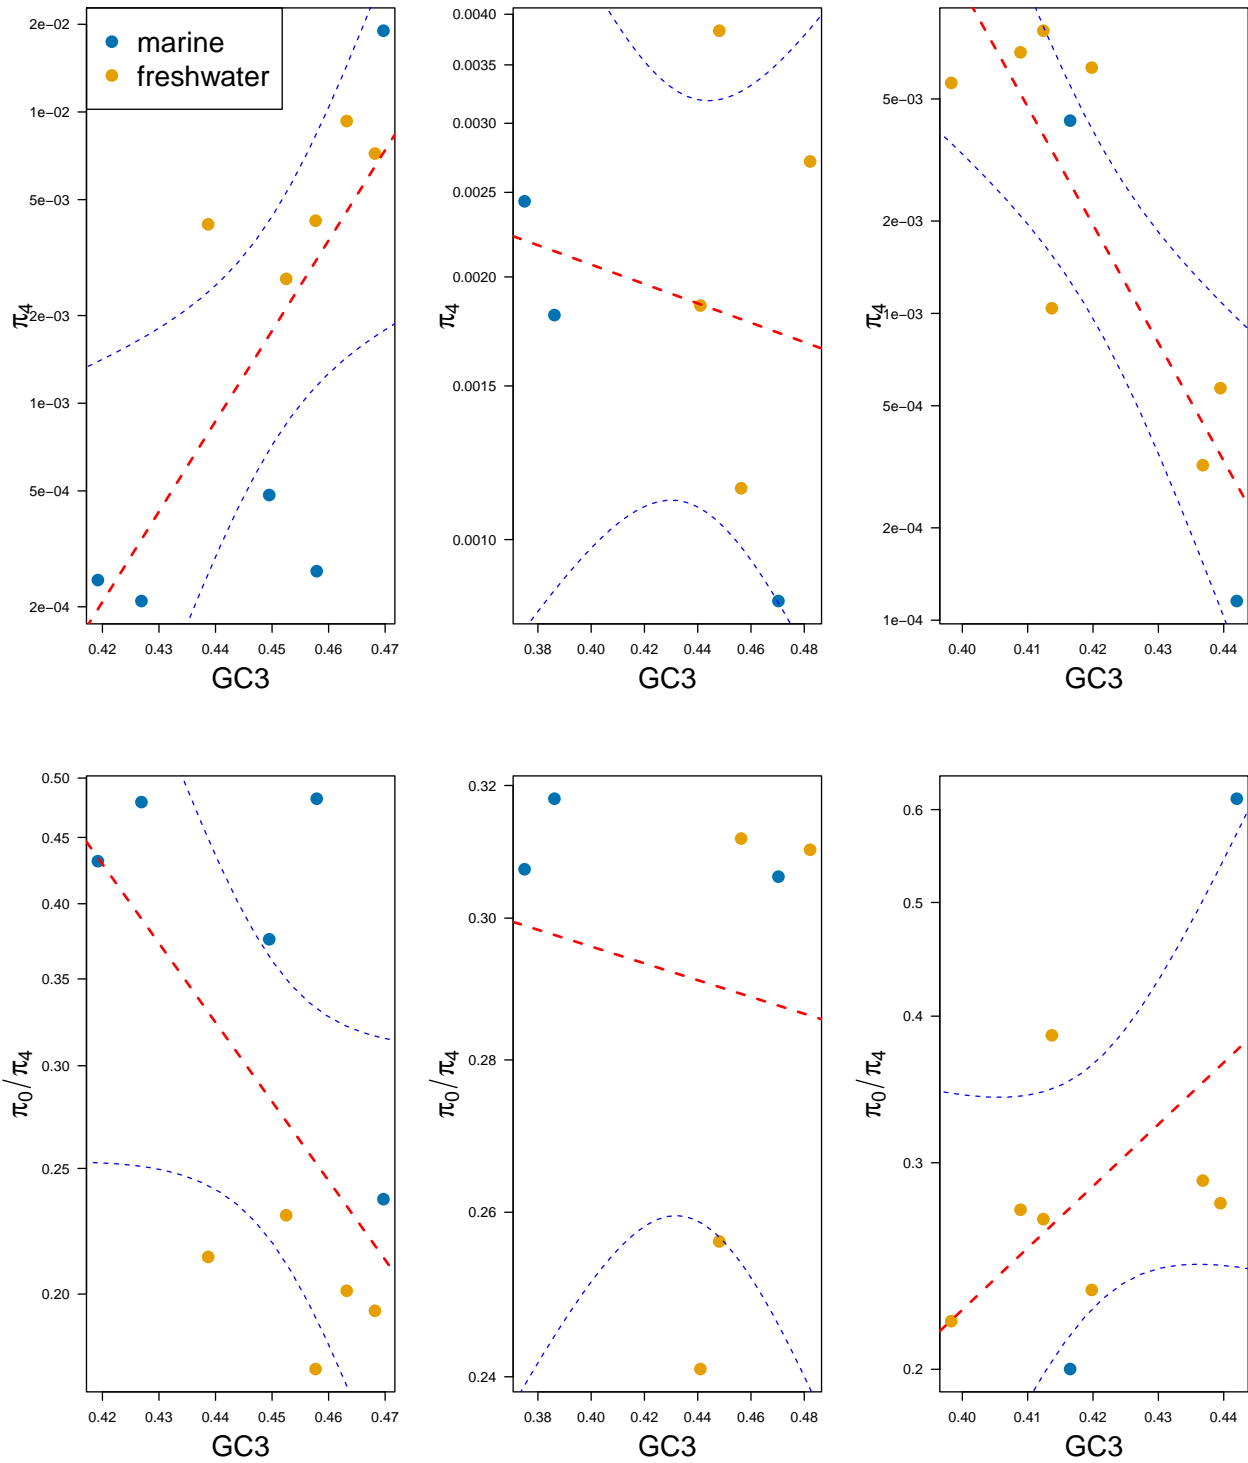 marine
freshwater
2e−02
1e−02
5e−03
2e−03
1e−03
5e−04
2e−04
π4
0.42 0.43 0.44 0.45 0.46 0.47
GC3
0.0040
0.0035
0.0030
0.0025
0.0020
0.0015
0.0010
π4
0.38 0.40 0.42 0.44 0.46 0.48
GC3
5e−03
2e−03
1e−03
5e−04
2e−04
1e−04
π4
0.40 0.41 0.42 0.43 0.44
GC3
0.50
0.45
0.40
0.35
0.30
0.25
0.20
π0/π4
0.42 0.43 0.44 0.45 0.46 0.47
GC3
0.32
0.30
0.28
0.26
0.24
π0/π4
0.38 0.40 0.42 0.44 0.46 0.48
GC3
0.6
0.5
0.4
0.3
0.2
π0/π4
0.40 0.41 0.42 0.43 0.44
GC3